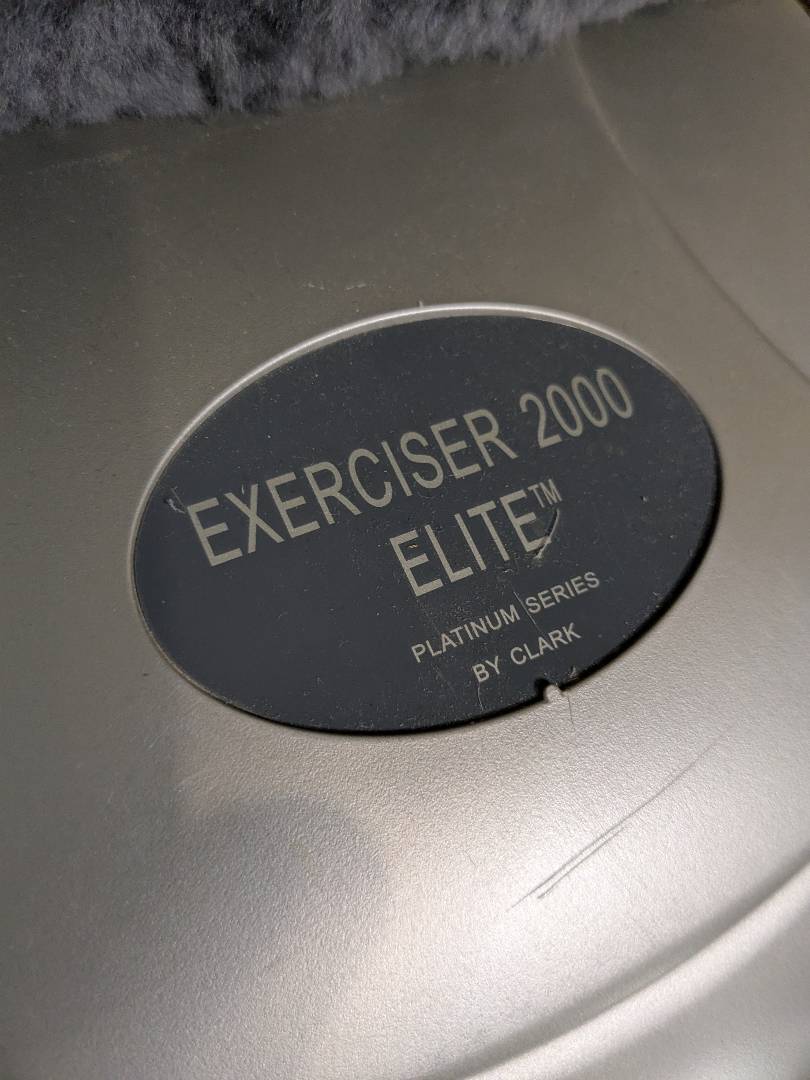 EXERCISER 2000
ELITE™
PLATINUM SERIES
BY CLARK